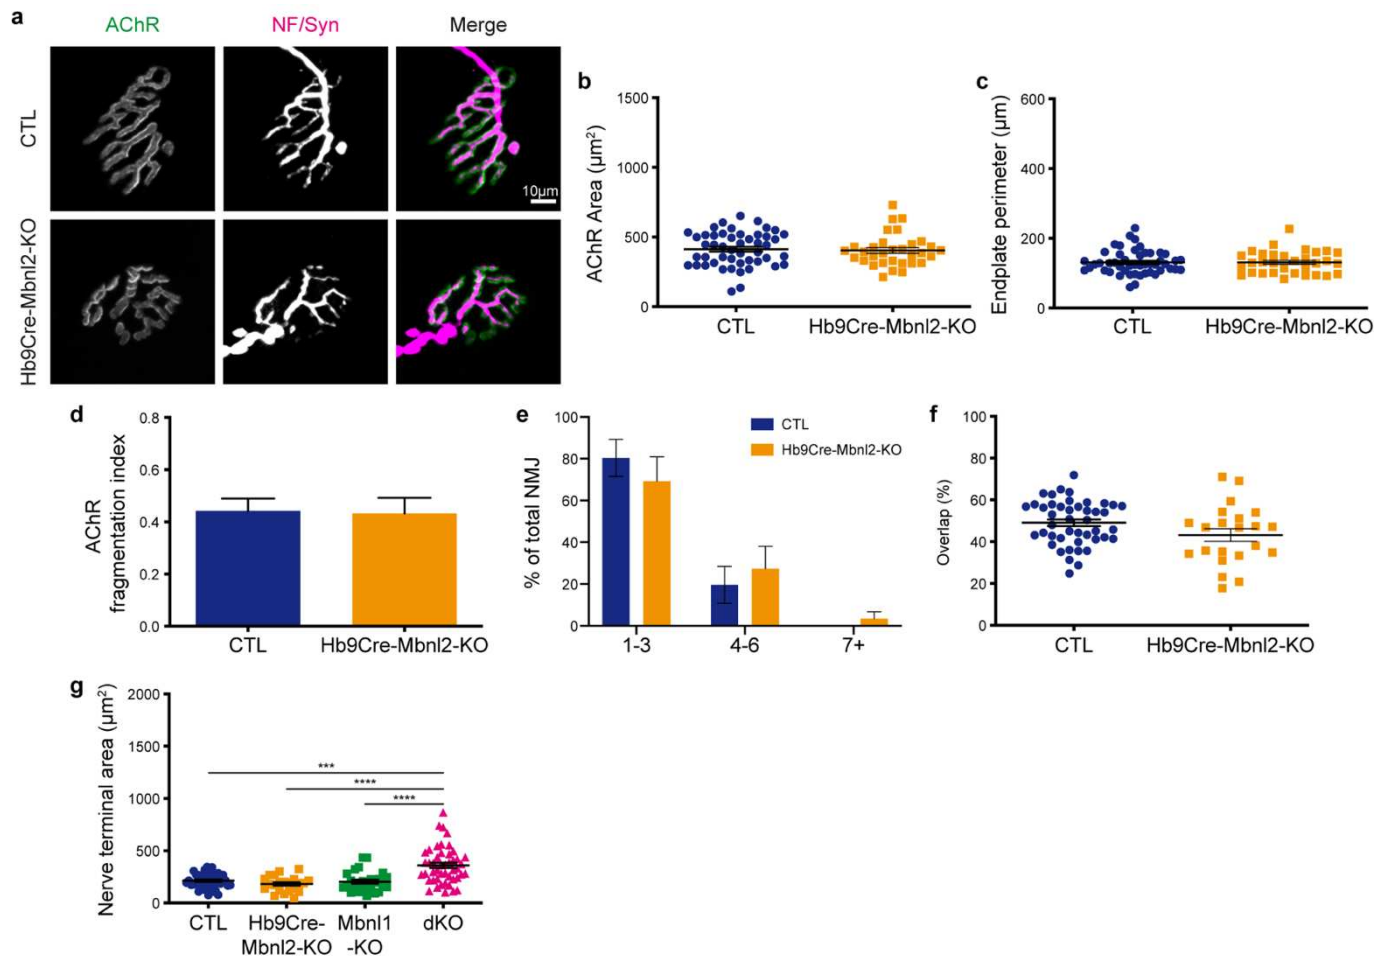 a
AChR
NF/Syn
Merge
CTL
10µm
Hb9Cre-Mbnl2-KO
b
AChR Area (µm²)
1500
1000
500
0
CTL
Hb9Cre-Mbnl2-KO
c
Endplate perimeter (µm)
600
400
200
0
CTL
Hb9Cre-Mbnl2-KO
d
AChR
fragmentation index
0.8
0.6
0.4
0.2
0.0
CTL
Hb9Cre-Mbnl2-KO
e
% of total NMJ
100
80
60
40
20
0
CTL
Hb9Cre-Mbnl2-KO
1-3
4-6
7+
f
Overlap (%)
100
80
60
40
20
0
CTL
Hb9Cre-Mbnl2-KO
g
Nerve terminal area (µm²)
2000
1500
1000
500
0
***
****
****
CTL
Hb9Cre-
Mbnl2-KO
Mbnl1
-KO
dKO